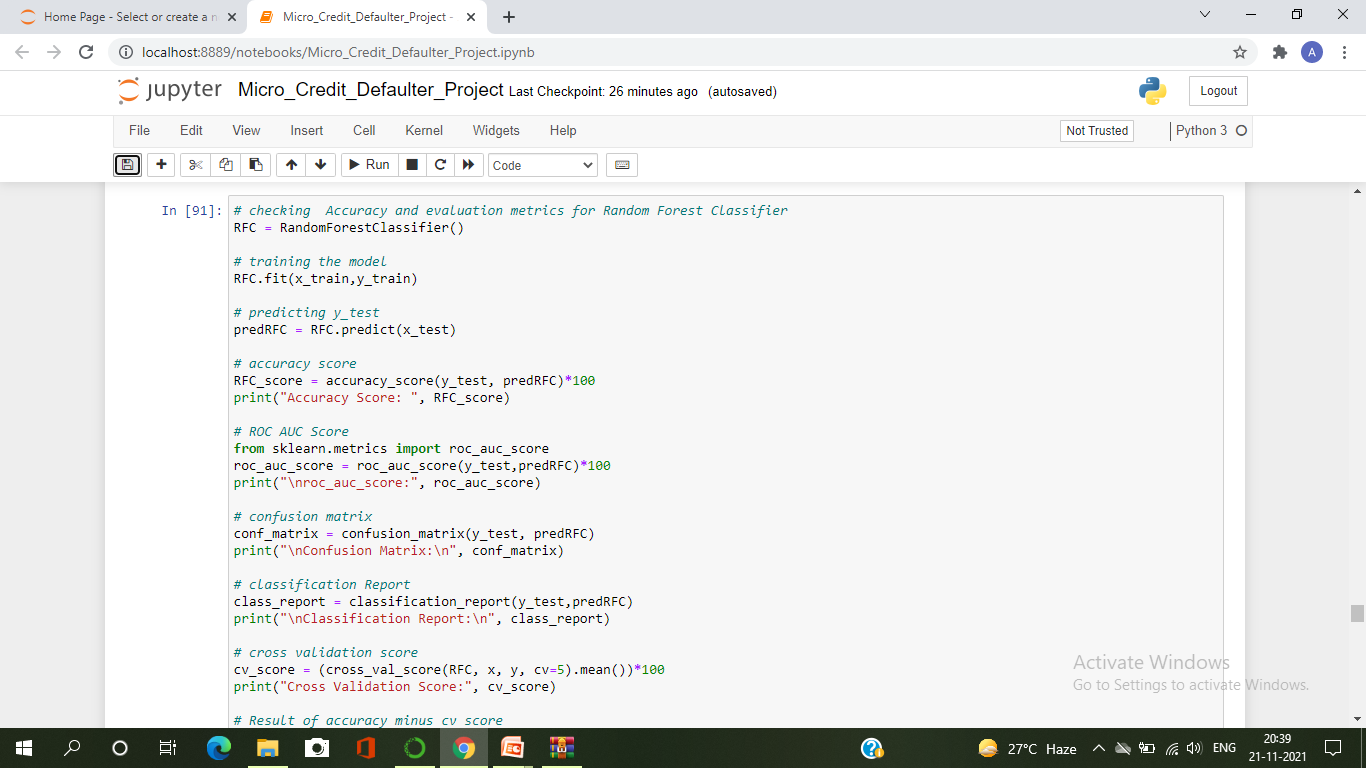 Home Page - Select or create a n
Micro_Credit_Defaulter_Project -
localhost:8889/notebooks/Micro_Credit_Defaulter_Project.ipynb
A
jupyter Micro_Credit_Defaulter_Project Last Checkpoint: 26 minutes ago (autosaved)
Logout
File Edit View Insert Cell Kernel Widgets Help
Not Trusted
Python 3
Run
Code
In [91]:
# checking  Accuracy and evaluation metrics for Random Forest Classifier
RFC = RandomForestClassifier()
# training the model
RFC.fit(x_train,y_train)
# predicting y_test
predRFC = RFC.predict(x_test)
# accuracy score
RFC_score = accuracy_score(y_test, predRFC)*100
print("Accuracy Score: ", RFC_score)
# ROC AUC Score
from sklearn.metrics import roc_auc_score
roc_auc_score = roc_auc_score(y_test,predRFC)*100
print("\nroc_auc_score:", roc_auc_score)
# confusion matrix
conf_matrix = confusion_matrix(y_test, predRFC)
print("\nConfusion Matrix:\n", conf_matrix)
# classification Report
class_report = classification_report(y_test,predRFC)
print("\nClassification Report:\n", class_report)
# cross validation score
cv_score = (cross_val_score(RFC, x, y, cv=5).mean())*100
print("Cross Validation Score:", cv_score)
# Result of accuracy minus cv score
Activate Windows
Go to Settings to activate Windows.
27°C Haze
ENG
20:39
21-11-2021